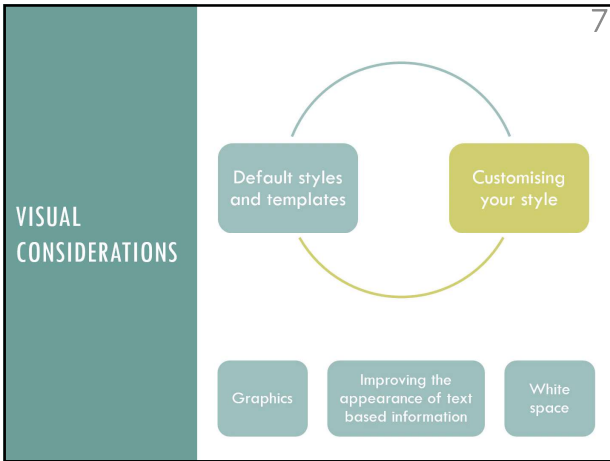 7
VISUAL
CONSIDERATIONS
Default styles
and templates
Customising
your style
Graphics
Improving the
appearance of text
based information
White
space